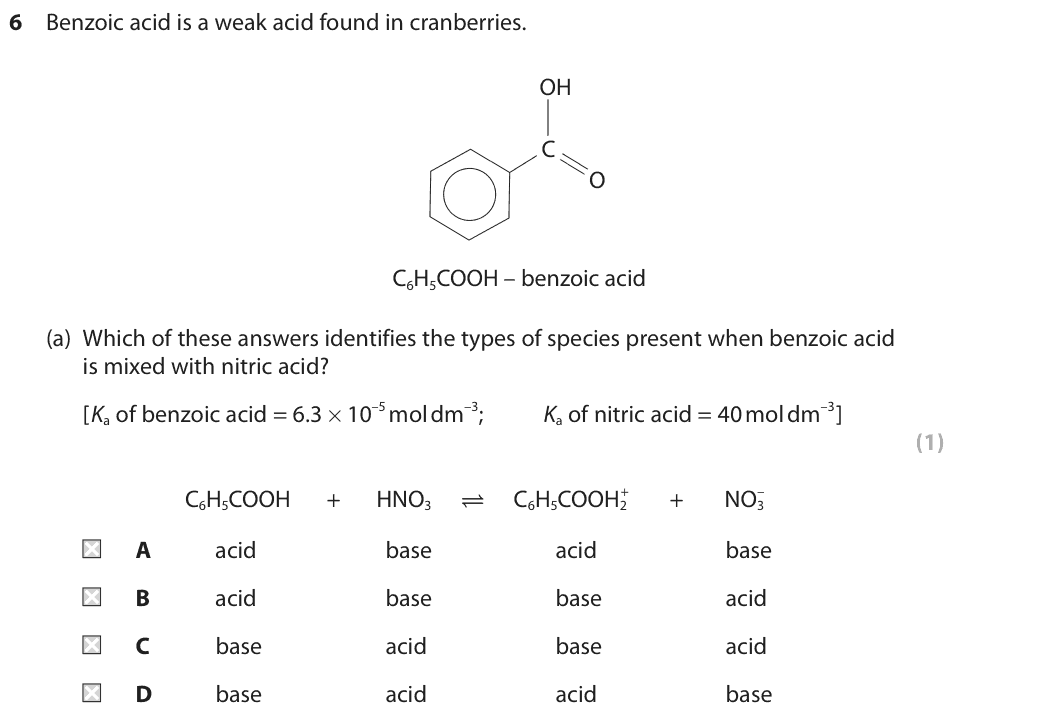 6 Benzoic acid is a weak acid found in cranberries.
OH
C
O
C₆H₅COOH – benzoic acid
(a) Which of these answers identifies the types of species present when benzoic acid
is mixed with nitric acid?
[Kₐ of benzoic acid = 6.3 × 10⁻⁵ mol dm⁻³; Kₐ of nitric acid = 40 mol dm⁻³]
(1)
C₆H₅COOH + HNO₃ ⇌ C₆H₅COOH₂⁺ + NO₃⁻
A acid base acid base
B acid base base acid
C base acid base acid
D base acid acid base